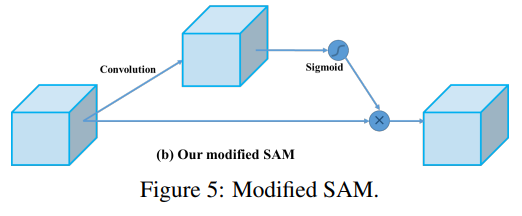 Convolution
Sigmoid
×
(b) Our modified SAM
Figure 5: Modified SAM.